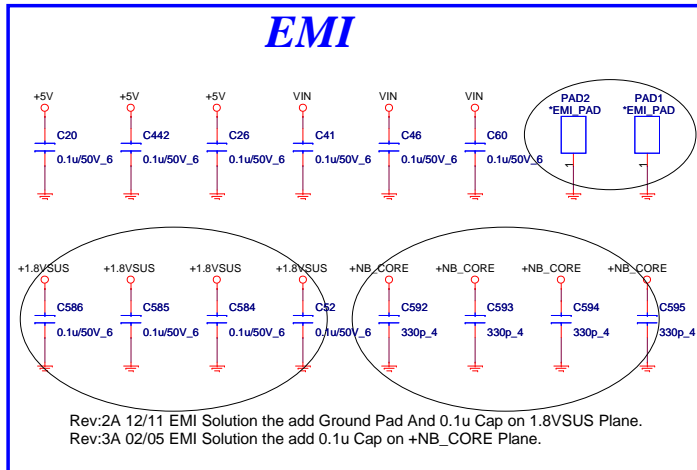 EMI
+5V +5V +5V VIN VIN VIN PAD2 PAD1
*EMI_PAD *EMI_PAD
C20 C442 C26 C41 C46 C60
0.1u/50V_6 0.1u/50V_6 0.1u/50V_6 0.1u/50V_6 0.1u/50V_6 0.1u/50V_6
1 1
+1.8VSUS +1.8VSUS +1.8VSUS +1.8VSUS +NB_CORE +NB_CORE +NB_CORE +NB_CORE
C586 C585 C584 C52 C592 C593 C594 C595
0.1u/50V_6 0.1u/50V_6 0.1u/50V_6 0.1u/50V_6 330p_4 330p_4 330p_4 330p_4
Rev:2A 12/11 EMI Solution the add Ground Pad And 0.1u Cap on 1.8VSUS Plane.
Rev:3A 02/05 EMI Solution the add 0.1u Cap on +NB_CORE Plane.